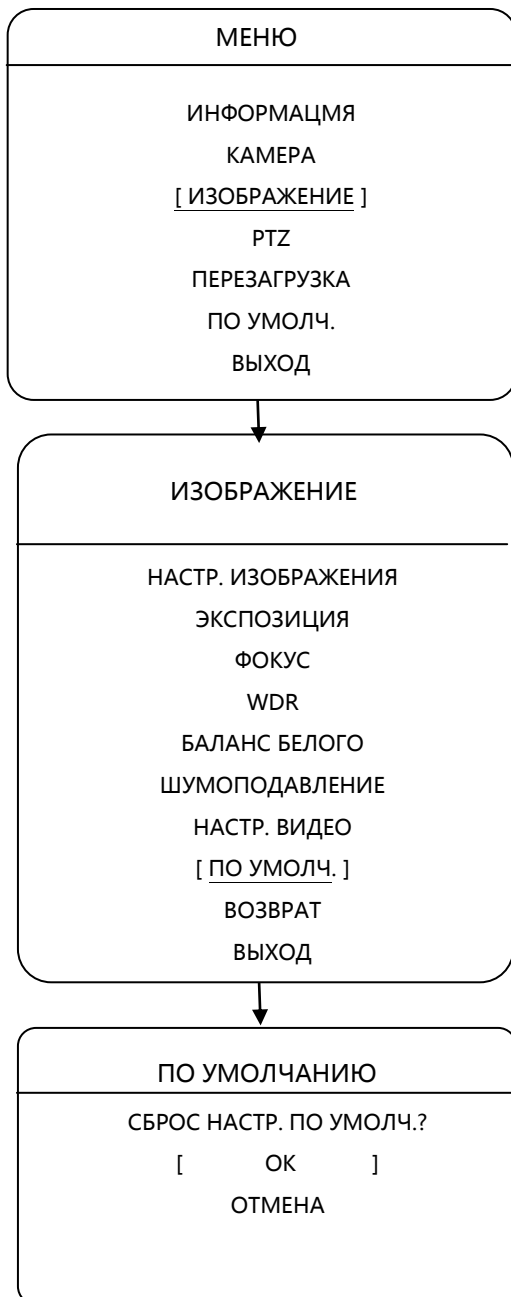 МЕНЮ
ИНФОРМАЦМЯ
КАМЕРА
[ ИЗОБРАЖЕНИЕ ]
PTZ
ПЕРЕЗАГРУЗКА
ПО УМОЛЧ.
ВЫХОД
ИЗОБРАЖЕНИЕ
НАСТР. ИЗОБРАЖЕНИЯ
ЭКСПОЗИЦИЯ
ФОКУС
WDR
БАЛАНС БЕЛОГО
ШУМОПОДАВЛЕНИЕ
НАСТР. ВИДЕО
[ ПО УМОЛЧ. ]
ВОЗВРАТ
ВЫХОД
ПО УМОЛЧАНИЮ
СБРОС НАСТР. ПО УМОЛЧ.?
[ ОК ]
ОТМЕНА